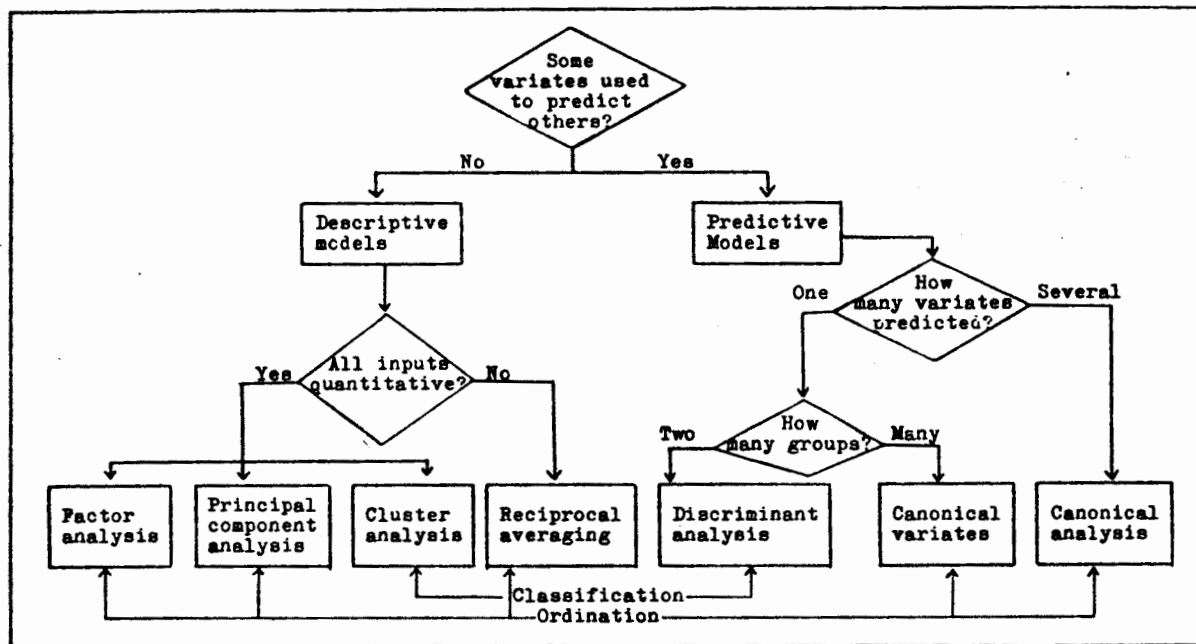 Some
variates used
to predict
others?
No
Yes
Descriptive
models
Predictive
Models
How
many variates
predicted?
One
Several
All inputs
quantitative?
Yes
No
How
many groups?
Two
Many
Factor
analysis
Principal
component
analysis
Cluster
analysis
Reciprocal
averaging
Discriminant
analysis
Canonical
variates
Canonical
analysis
Classification
Ordination